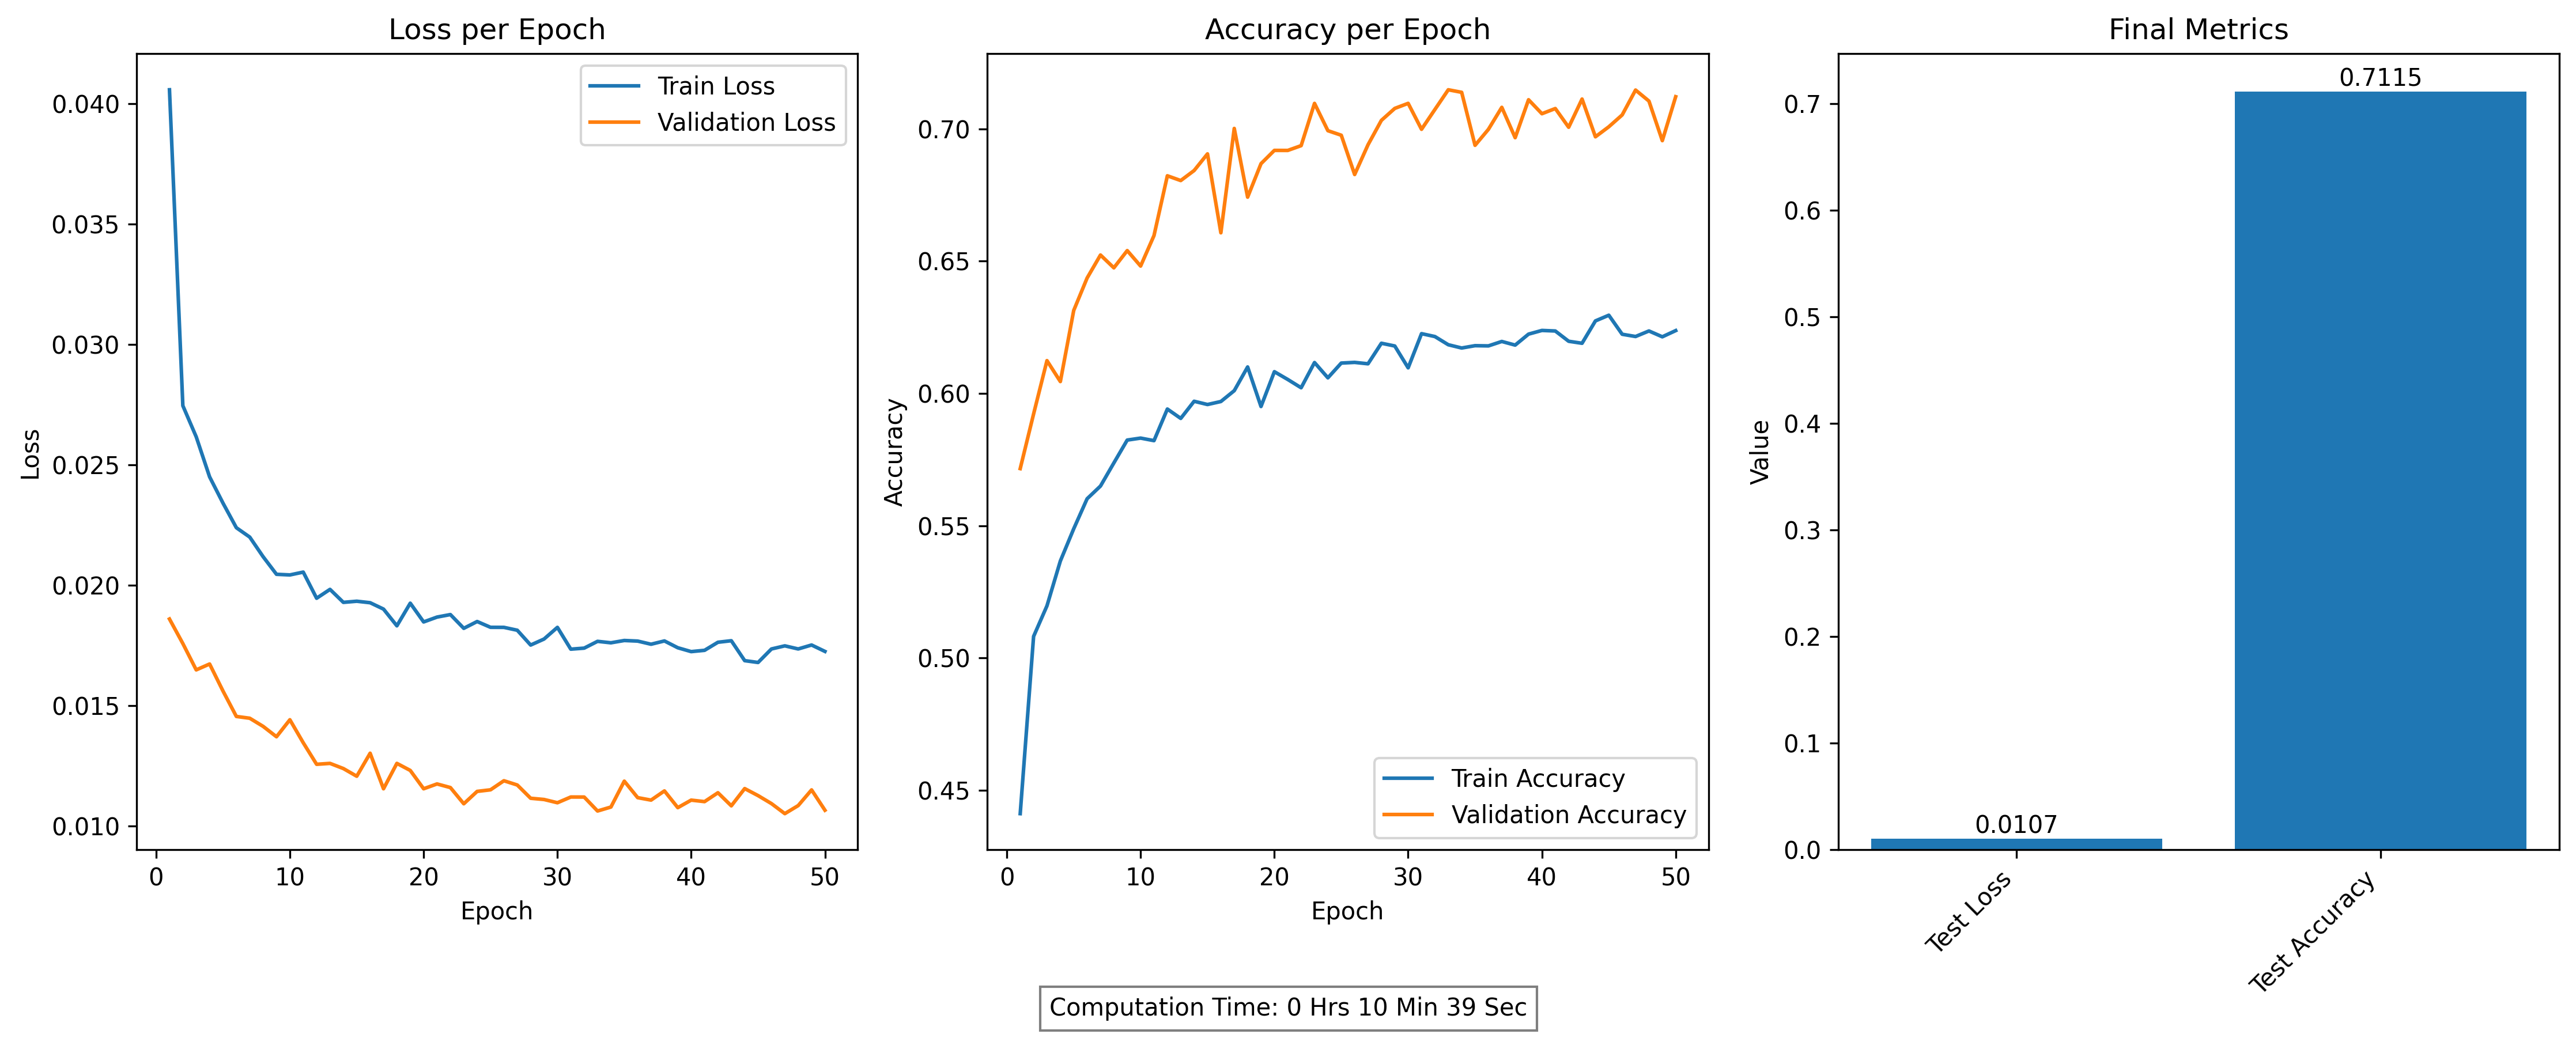 Loss per Epoch
Loss
0.040
0.035
0.030
0.025
0.020
0.015
0.010
0 10 20 30 40 50
Epoch
Train Loss
Validation Loss
Accuracy per Epoch
Accuracy
0.70
0.65
0.60
0.55
0.50
0.45
0 10 20 30 40 50
Epoch
Train Accuracy
Validation Accuracy
Final Metrics
Value
0.7
0.6
0.5
0.4
0.3
0.2
0.1
0.0
0.0107
0.7115
Test Loss
Test Accuracy
Computation Time: 0 Hrs 10 Min 39 Sec